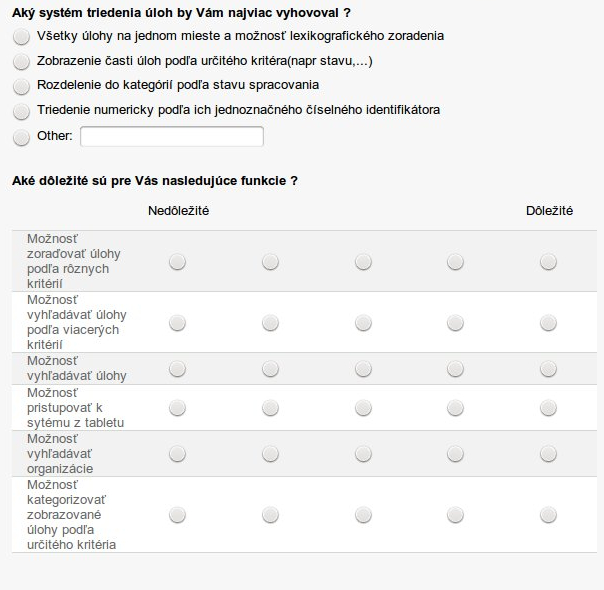 Aký systém triedenia úloh by Vám najviac vyhovoval ?
Všetky úlohy na jednom mieste a možnosť lexikografického zoradenia
Zobrazenie časti úloh podľa určitého kritéra(napr stavu,...)
Rozdelenie do kategórií podľa stavu spracovania
Triedenie numericky podľa ich jednoznačného číselného identifikátora
Other:
Aké dôležité sú pre Vás nasledujúce funkcie ?
Nedôležité Dôležité
Možnosť
zoraďovať úlohy
podľa rôznych
kritérií
Možnosť
vyhľadávať úlohy
podľa viacerých
kritérií
Možnosť
vyhľadávať úlohy
Možnosť
pristupovať k
sytému z tabletu
Možnosť
vyhľadávať
organizácie
Možnosť
kategorizovať
zobrazované
úlohy podľa
určitého kritéria